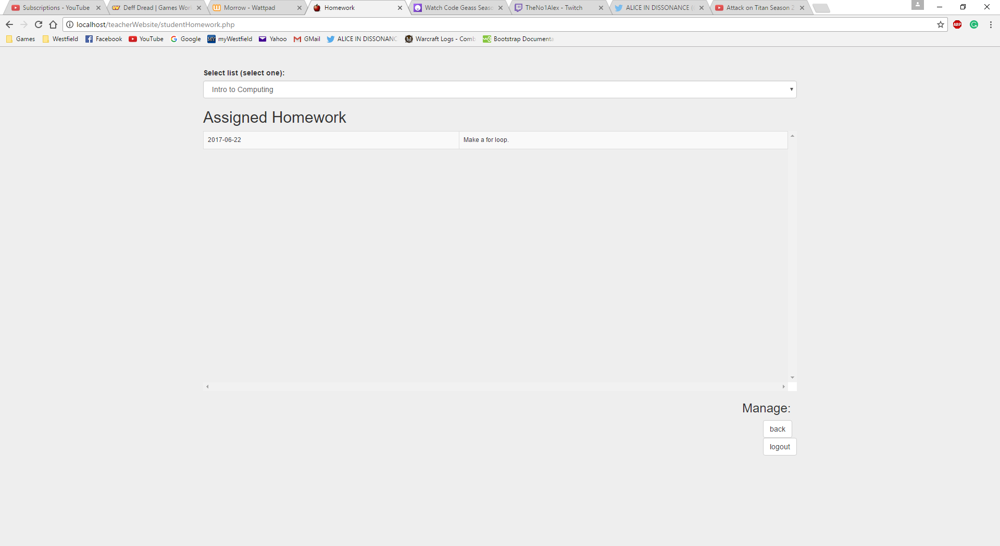 Subscriptions - YouTube
Deff Dread | Games Wor
Morrow - Wattpad
Homework
Watch Code Geass Seaso
TheNo1Alex - Twitch
ALICE IN DISSONANCE (
Attack on Titan Season 2
localhost/teacherWebsite/studentHomework.php
ABP
Games
Westfield
Facebook
YouTube
Google
MY myWestfield
Yahoo
GMail
ALICE IN DISSONANC
Warcraft Logs - Comb
Bootstrap Documenta
Select list (select one):
Intro to Computing
Assigned Homework
2017-06-22 Make a for loop.
Manage:
back
logout